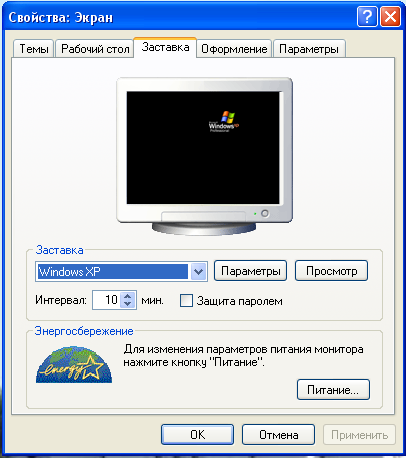 Свойства: Экран
Темы Рабочий стол Заставка Оформление Параметры
Windows XP
Professional
Заставка
Windows XP Параметры Просмотр
Интервал: 10 мин. Защита паролем
Энергосбережение
energy
Для изменения параметров питания монитора
нажмите кнопку "Питание".
Питание...
OK Отмена Применить